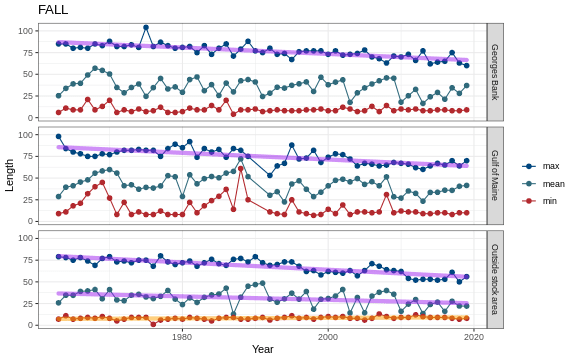 FALL
100
75
50
25
0
Georges Bank
100
75
50
25
0
Gulf of Maine
100
75
50
25
0
Outside stock area
Length
1980
2000
2020
Year
max
mean
min